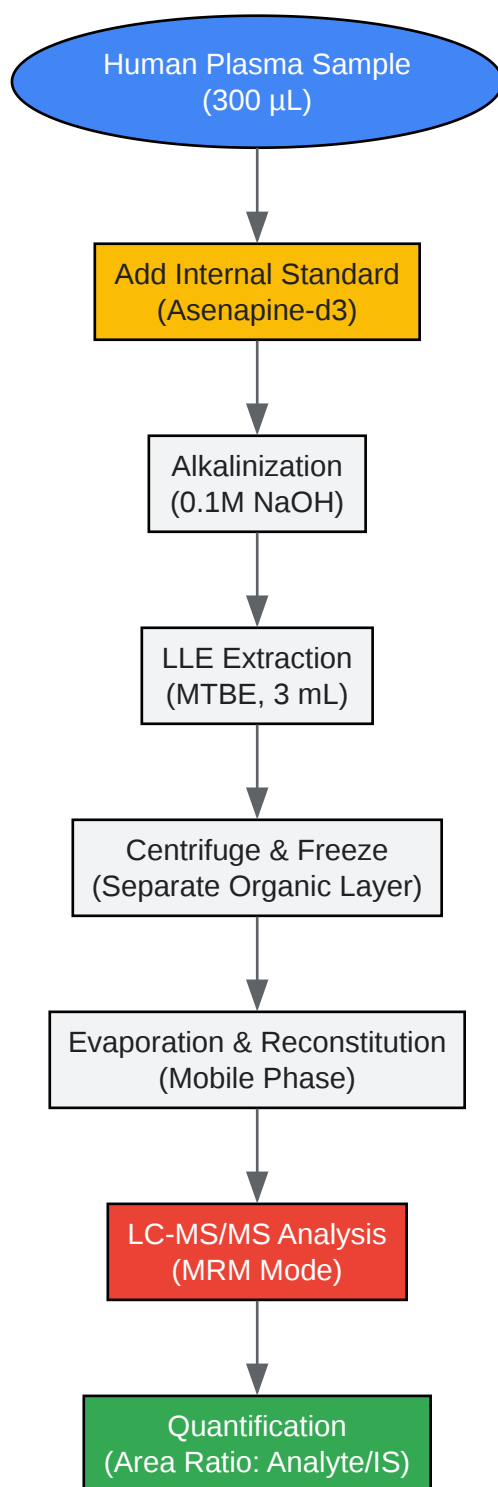 Human Plasma Sample
(300 µL)
Add Internal Standard
(Asenapine-d3)
Alkalinization
(0.1M NaOH)
LLE Extraction
(MTBE, 3 mL)
Centrifuge & Freeze
(Separate Organic Layer)
Evaporation & Reconstitution
(Mobile Phase)
LC-MS/MS Analysis
(MRM Mode)
Quantification
(Area Ratio: Analyte/IS)